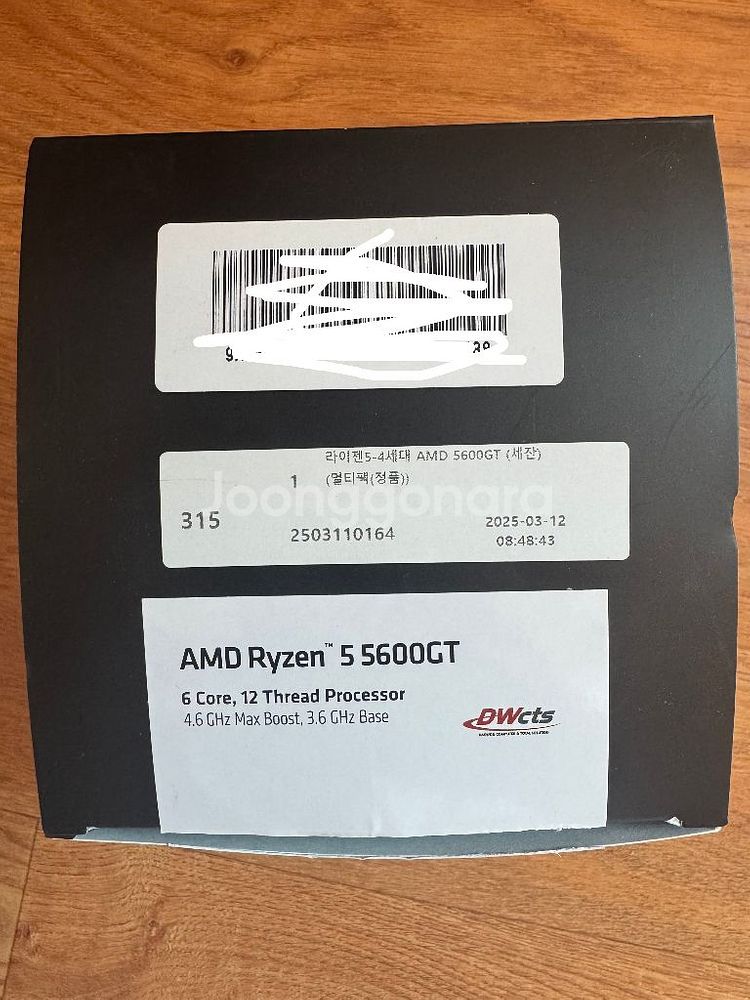 라이젠5-4세대 AMD 5600GT (세잔)
1 (멀티팩(정품))
Joonggonara
315
2503110164
2025-03-12
08:48:43
AMD Ryzen™ 5 5600GT
6 Core, 12 Thread Processor
4.6 GHz Max Boost, 3.6 GHz Base
DWcts